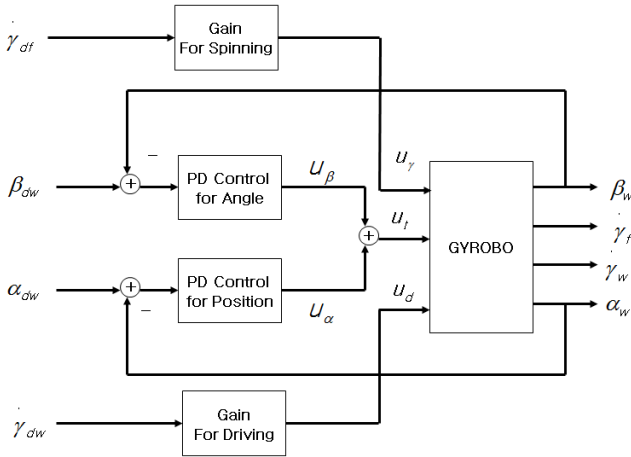 γ̇df
Gain
For Spinning
−
βdw
+
PD Control
for Angle
uβ
uγ
βw
γ̇f
+
ut
GYROBO
γ̇w
αdw
+
PD Control
for Position
uα
ud
αw
−
γ̇dw
Gain
For Driving